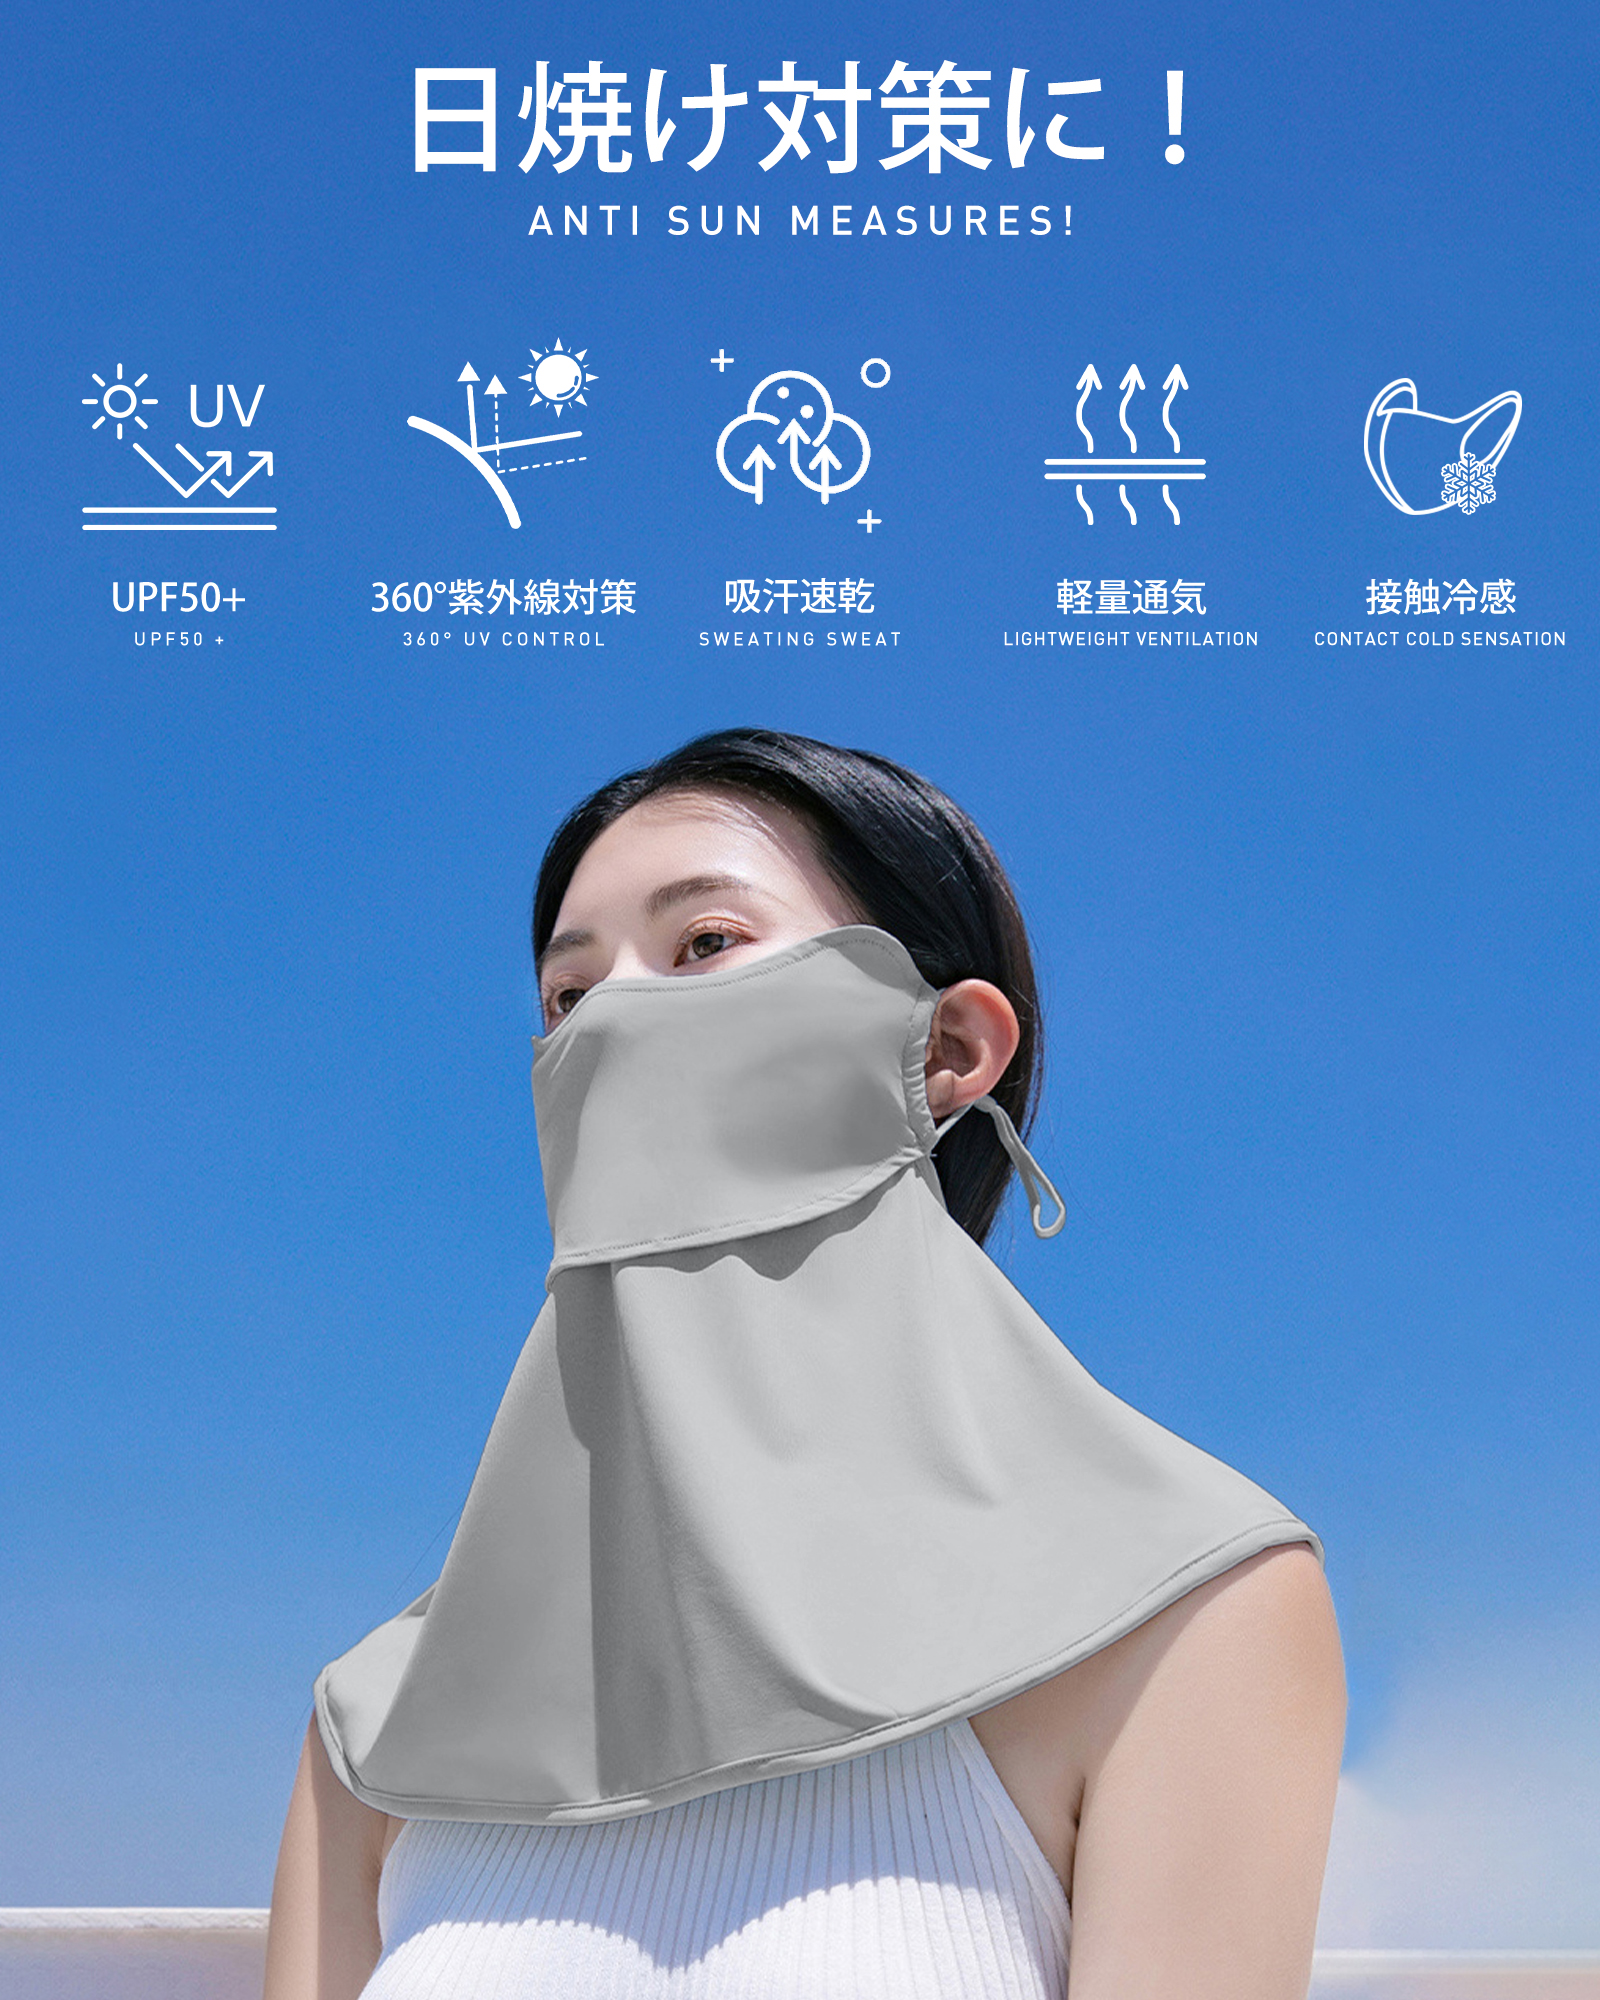 日焼け対策に！
ANTI SUN MEASURES!
UV
UPF50+
UPF50 +
360°紫外線対策
360° UV CONTROL
吸汗速乾
SWEATING SWEAT
軽量通気
LIGHTWEIGHT VENTILATION
接触冷感
CONTACT COLD SENSATION